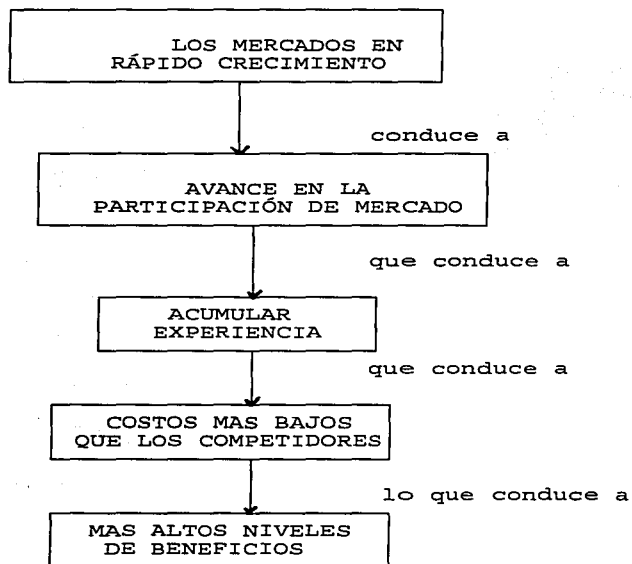 LOS MERCADOS EN
RÁPIDO CRECIMIENTO
conduce a
AVANCE EN LA
PARTICIPACIÓN DE MERCADO
que conduce a
ACUMULAR
EXPERIENCIA
que conduce a
COSTOS MAS BAJOS
QUE LOS COMPETIDORES
lo que conduce a
MAS ALTOS NIVELES
DE BENEFICIOS